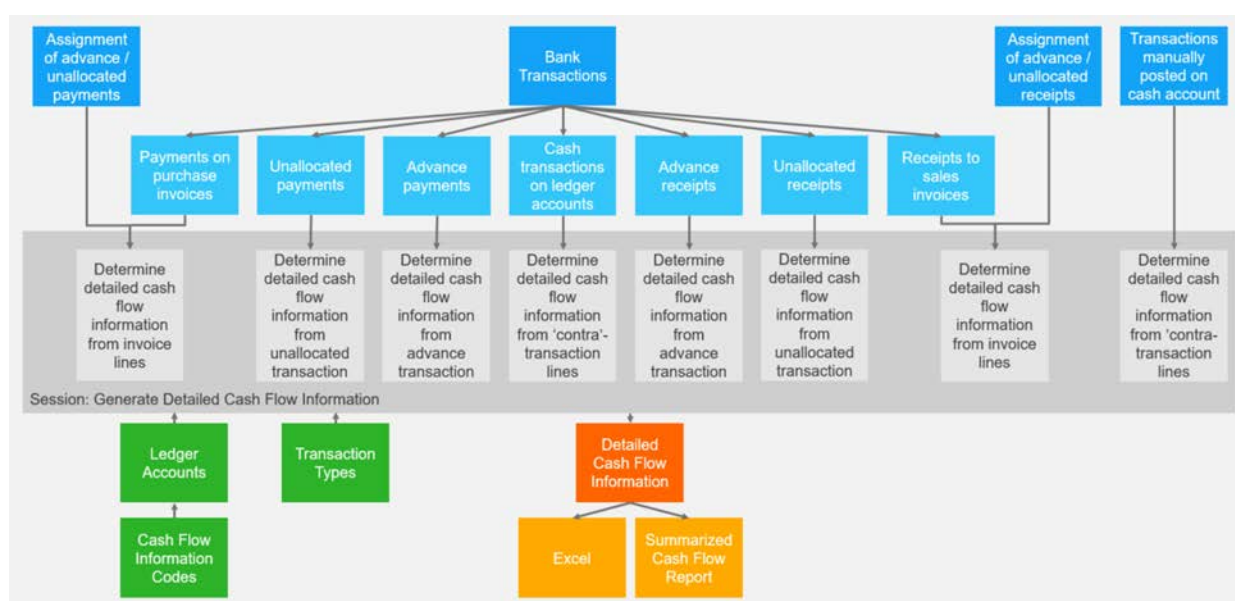 Assignment
of advance /
unallocated
payments
Bank
Transactions
Assignment
of advance /
unallocated
receipts
Transactions
manually
posted on
cash account
Payments on
purchase
invoices
Unallocated
payments
Advance
payments
Cash
transactions
on ledger
accounts
Advance
receipts
Unallocated
receipts
Receipts to
sales
invoices
Determine
detailed cash
flow
information
from invoice
lines
Determine
detailed cash
flow
information
from
unallocated
transaction
Determine
detailed cash
flow
information
from
advance
transaction
Determine
detailed cash
flow
information
from ‘contra’-
transaction
lines
Determine
detailed cash
flow
information
from advance
transaction
Determine
detailed cash
flow
information
from
unallocated
transaction
Determine
detailed cash
flow
information
from invoice
lines
Determine
detailed cash
flow
information
from ‘contra-
transaction
lines
Session: Generate Detailed Cash Flow Information
Ledger
Accounts
Transaction
Types
Detailed
Cash Flow
Information
Cash Flow
Information
Codes
Excel
Summarized
Cash Flow
Report